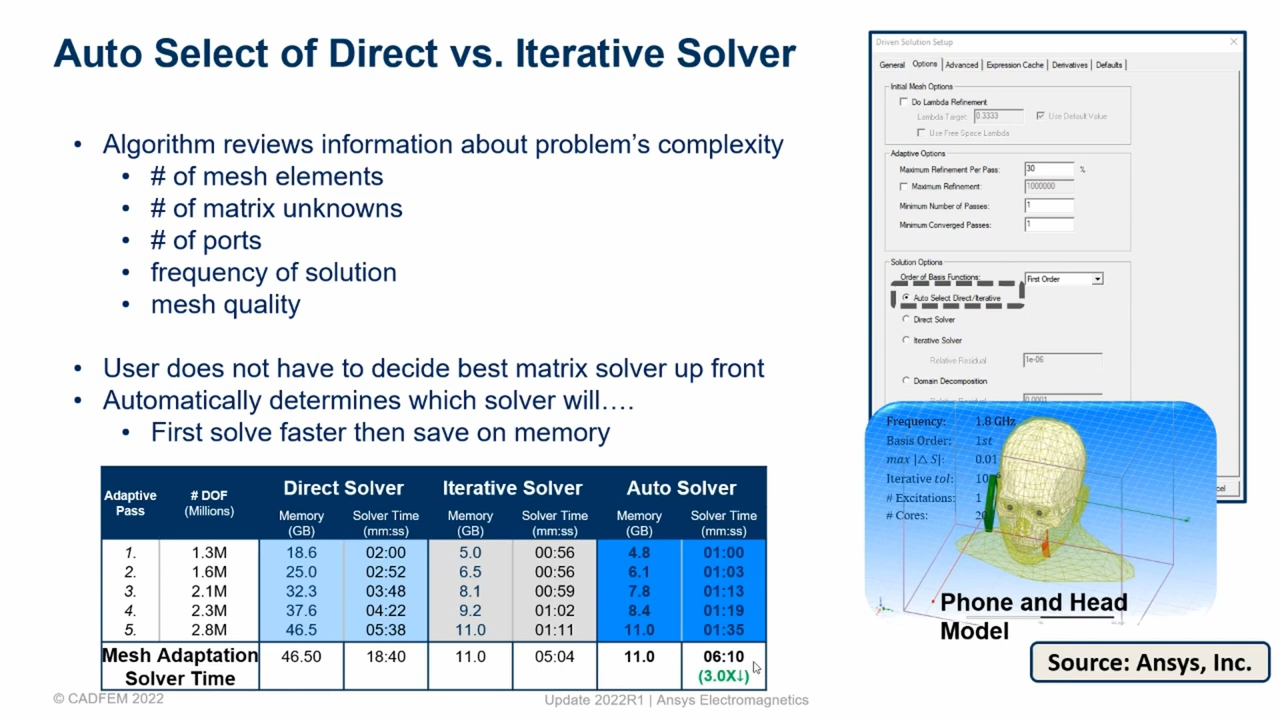 Auto Select of Direct vs. Iterative Solver
• Algorithm reviews information about problem's complexity
• # of mesh elements
• # of matrix unknowns
• # of ports
• frequency of solution
• mesh quality
• User does not have to decide best matrix solver up front
• Automatically determines which solver will….
• First solve faster then save on memory
Adaptive Pass # DOF (Millions) Direct Solver Iterative Solver Auto Solver
Memory (GB) Solver Time (mm:ss) Memory (GB) Solver Time (mm:ss) Memory (GB) Solver Time (mm:ss)
1. 1.3M 18.6 02:00 5.0 00:56 4.8 01:00
2. 1.6M 25.0 02:52 6.5 00:56 6.1 01:03
3. 2.1M 32.3 03:48 8.1 00:59 7.8 01:13
4. 2.3M 37.6 04:22 9.2 01:02 8.4 01:19
5. 2.8M 46.5 05:38 11.0 01:11 11.0 01:35
Mesh Adaptation Solver Time 46.50 18:40 11.0 05:04 11.0 06:10
(3.0X↓)
Driven Solution Setup
General Options Advanced Expression Cache Derivatives Defaults
Initial Mesh Options
Do Lambda Refinement
Lambda Target: 0.3333 Use Default Value
Use Free Space Lambda
Adaptive Options
Maximum Refinement Per Pass: 30 %
Maximum Refinement: 1000000
Minimum Number of Passes: 1
Minimum Converged Passes: 1
Solution Options
Order of Basis Functions: First Order
Auto Select Direct/Iterative
Direct Solver
Iterative Solver
Relative Residual 1e-06
Domain Decomposition
0.0001
Frequency: 1.8 GHz
Basis Order: 1st
max |△ S|: 0.01
Iterative tol: 10
# Excitations: 1
# Cores: 20
Phone and Head
Model
Source: Ansys, Inc.
© CADFEM 2022
Update 2022R1 | Ansys Electromagnetics